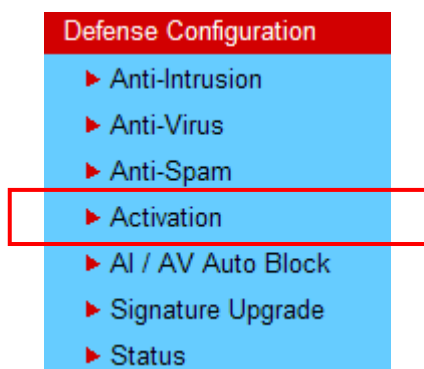 Defense Configuration
Anti-Intrusion
Anti-Virus
Anti-Spam
Activation
AI / AV Auto Block
Signature Upgrade
Status